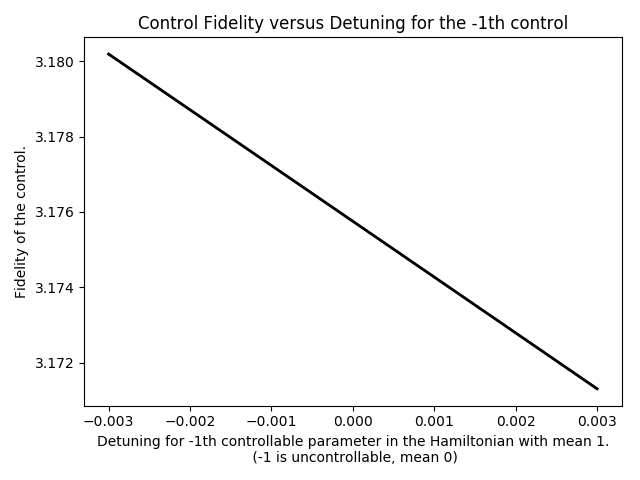 Control Fidelity versus Detuning for the -1th control
Fidelity of the control.
3.180
3.178
3.176
3.174
3.172
−0.003 −0.002 −0.001 0.000 0.001 0.002 0.003
Detuning for -1th controllable parameter in the Hamiltonian with mean 1.
(-1 is uncontrollable, mean 0)